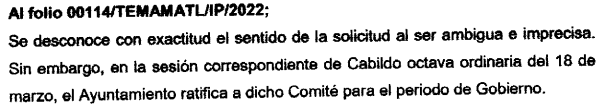 Al folio 00114/TEMAMATL/IP/2022;
Se desconoce con exactitud el sentido de la solicitud al ser ambigua e imprecisa.
Sin embargo, en la sesión correspondiente de Cabildo octava ordinaria del 18 de
marzo, el Ayuntamiento ratifica a dicho Comité para el periodo de Gobierno.